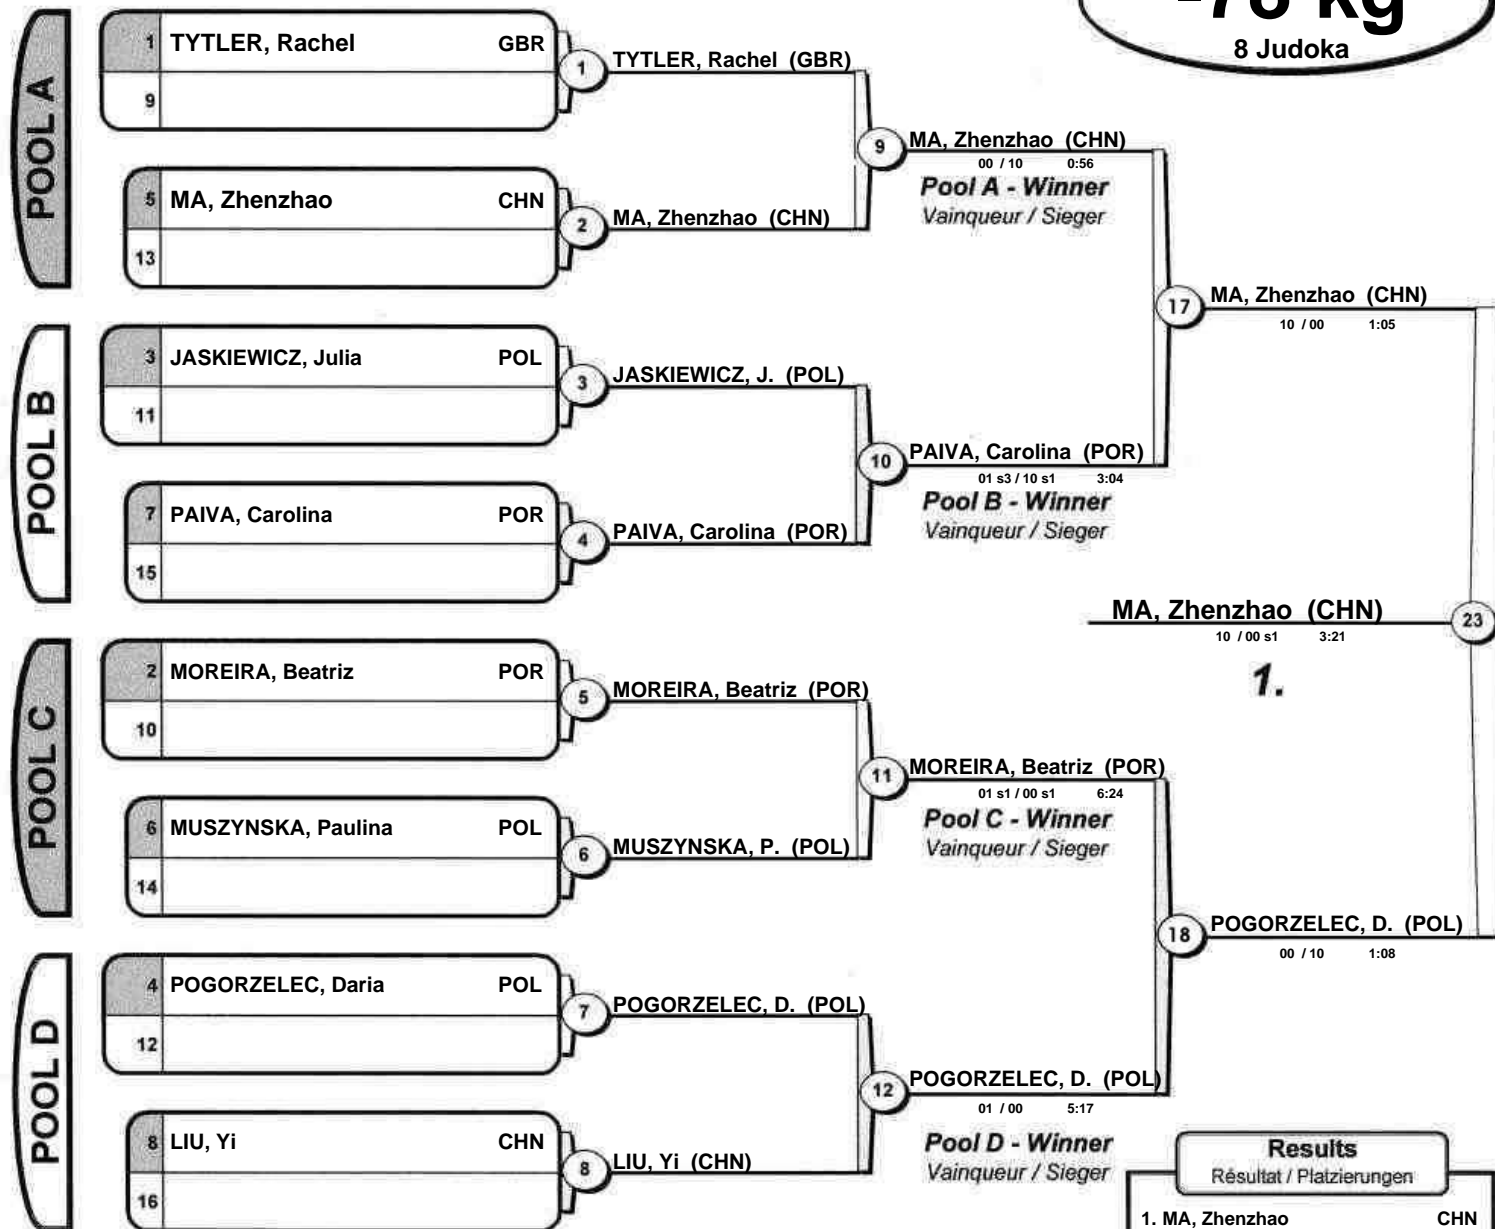 -78 kg
8 Judoka
POOL A
1 TYTLER, Rachel GBR
9
5 MA, Zhenzhao CHN
13
1 TYTLER, Rachel (GBR)
2 MA, Zhenzhao (CHN)
9 MA, Zhenzhao (CHN)
00 / 10 0:56
Pool A - Winner
Vainqueur / Sieger
POOL B
3 JASKIEWICZ, Julia POL
11
7 PAIVA, Carolina POR
15
3 JASKIEWICZ, J. (POL)
4 PAIVA, Carolina (POR)
10 PAIVA, Carolina (POR)
01 s3 / 10 s1 3:04
Pool B - Winner
Vainqueur / Sieger
17 MA, Zhenzhao (CHN)
10 / 00 1:05
MA, Zhenzhao (CHN) 23
10 / 00 s1 3:21
1.
POOL C
2 MOREIRA, Beatriz POR
10
6 MUSZYNSKA, Paulina POL
14
5 MOREIRA, Beatriz (POR)
6 MUSZYNSKA, P. (POL)
11 MOREIRA, Beatriz (POR)
01 s1 / 00 s1 6:24
Pool C - Winner
Vainqueur / Sieger
POOL D
4 POGORZELEC, Daria POL
12
8 LIU, Yi CHN
16
7 POGORZELEC, D. (POL)
8 LIU, Yi (CHN)
12 POGORZELEC, D. (POL)
01 / 00 5:17
Pool D - Winner
Vainqueur / Sieger
18 POGORZELEC, D. (POL)
00 / 10 1:08
Results
Résultat / Platzierungen
1. MA, Zhenzhao CHN